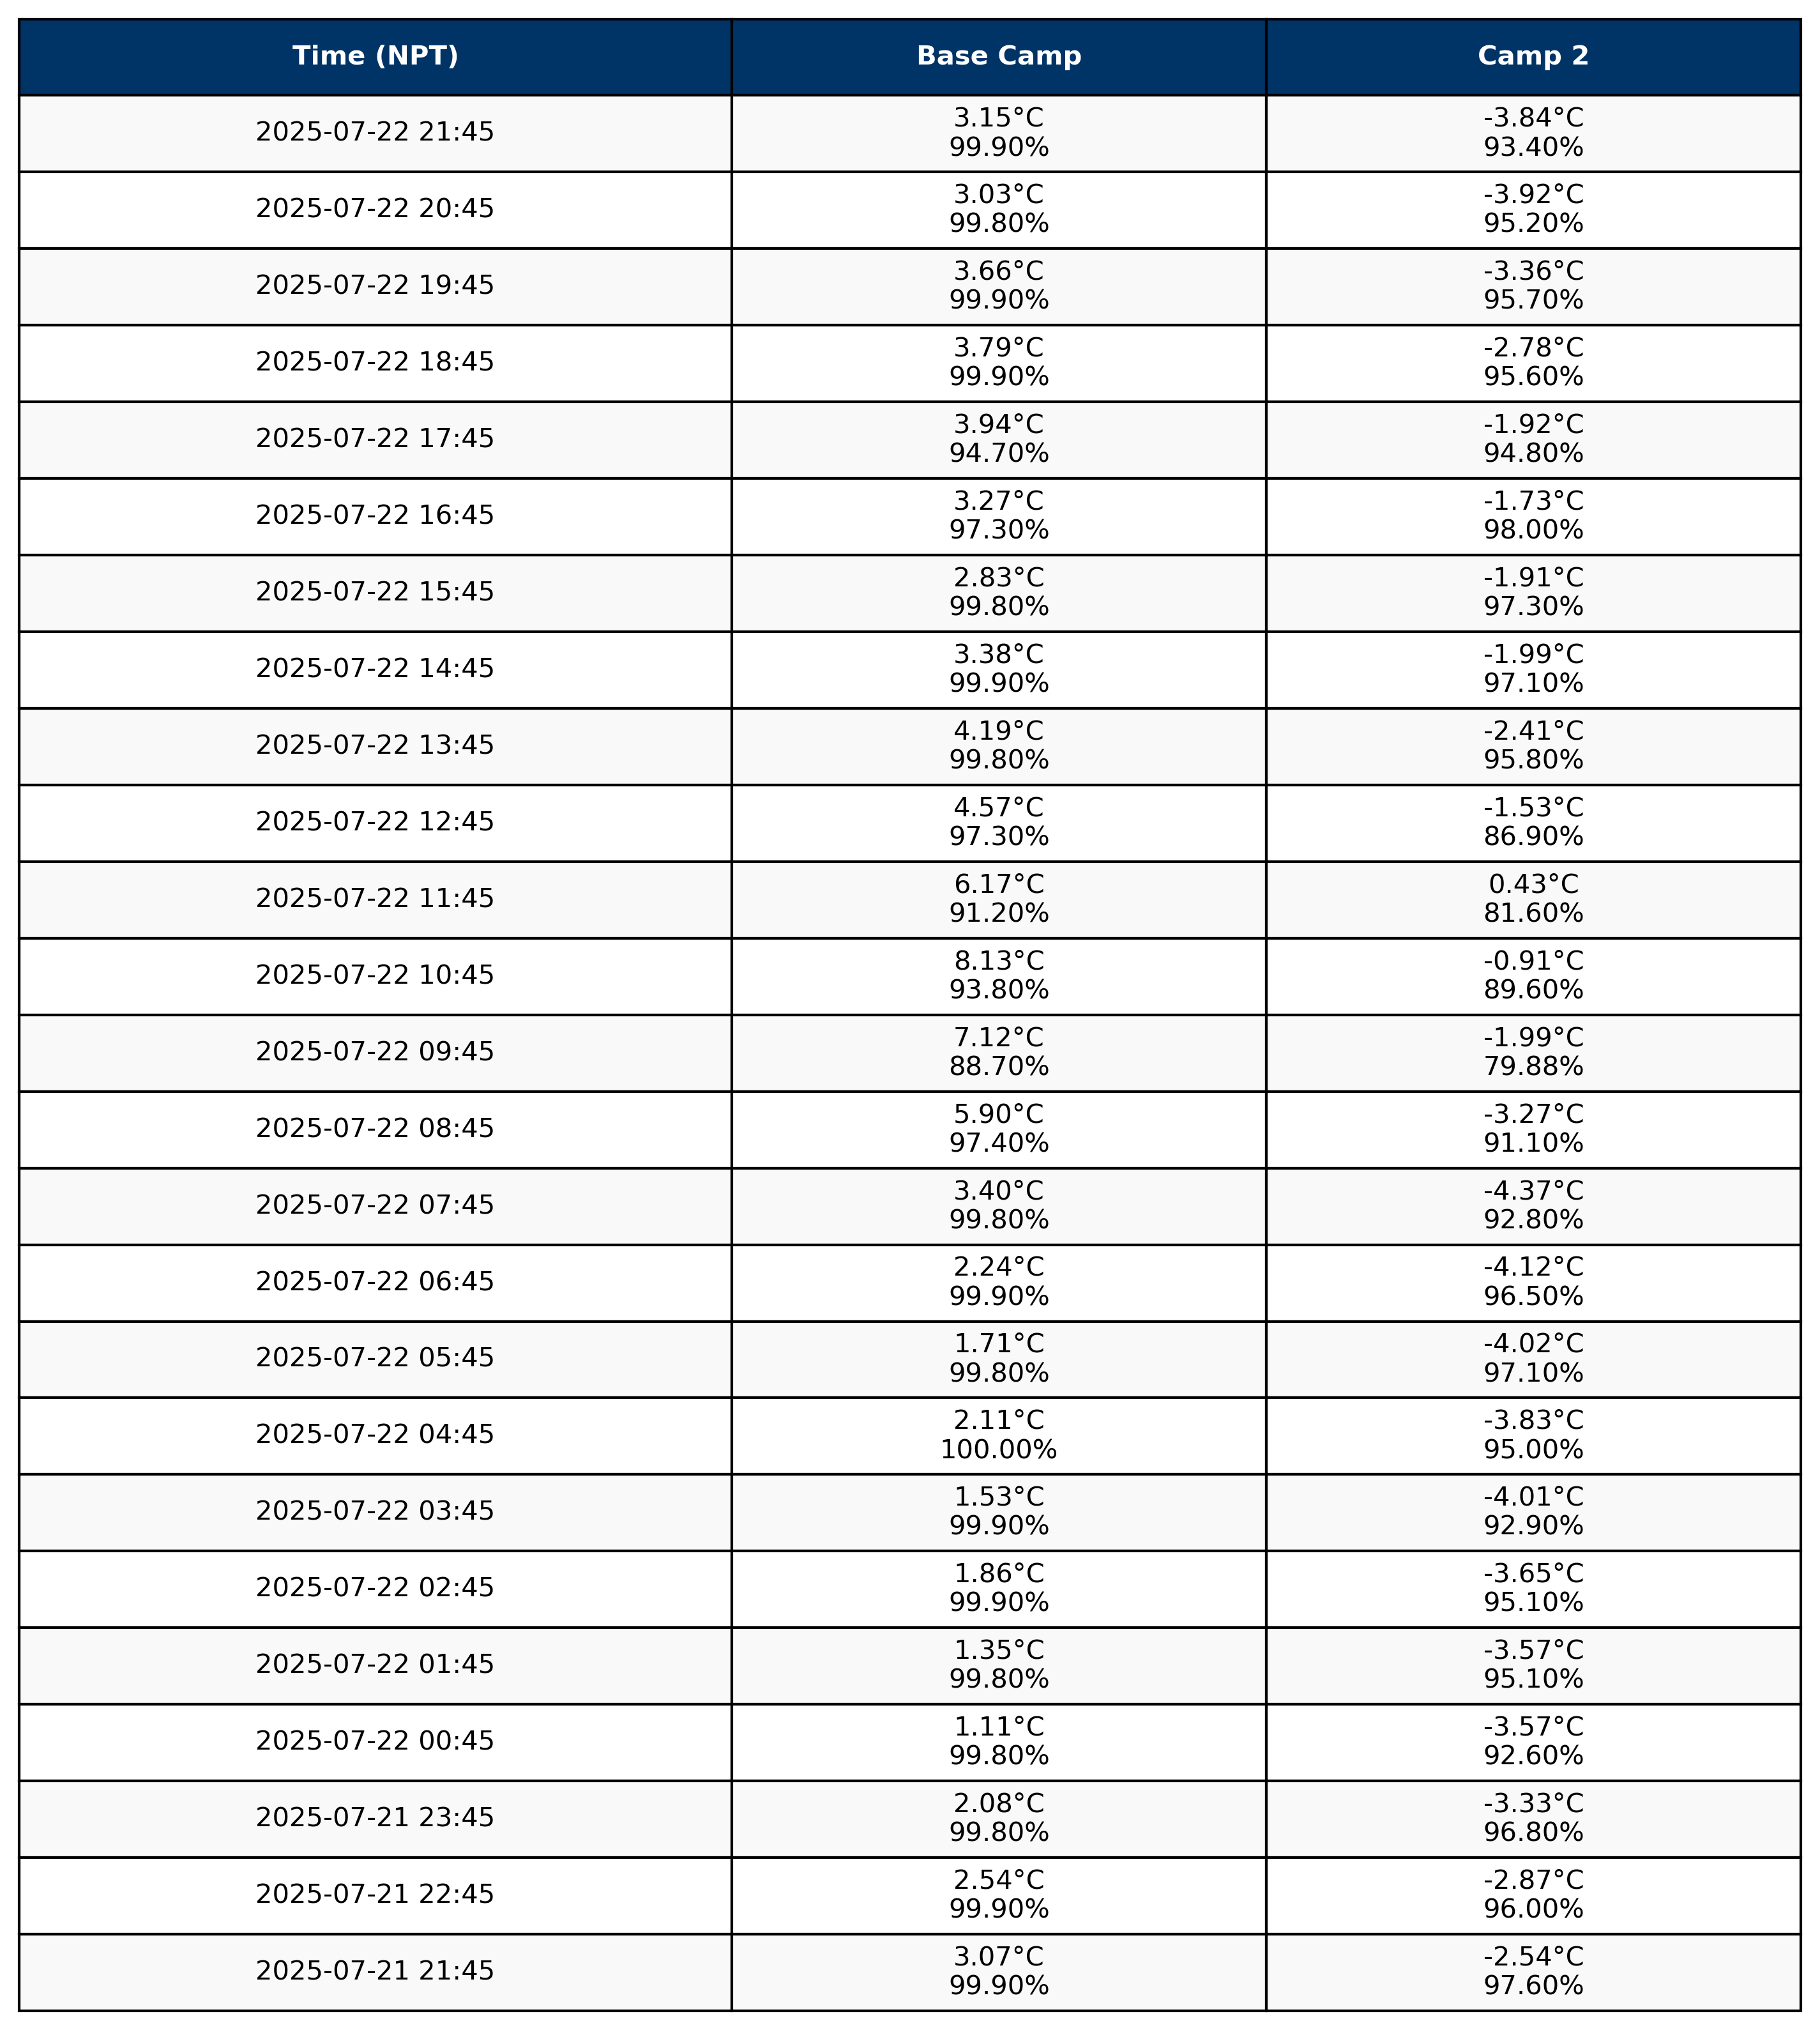 Time (NPT) Base Camp Camp 2
2025-07-22 21:45
3.15°C
99.90%
-3.84°C
93.40%
2025-07-22 20:45
3.03°C
99.80%
-3.92°C
95.20%
2025-07-22 19:45
3.66°C
99.90%
-3.36°C
95.70%
2025-07-22 18:45
3.79°C
99.90%
-2.78°C
95.60%
2025-07-22 17:45
3.94°C
94.70%
-1.92°C
94.80%
2025-07-22 16:45
3.27°C
97.30%
-1.73°C
98.00%
2025-07-22 15:45
2.83°C
99.80%
-1.91°C
97.30%
2025-07-22 14:45
3.38°C
99.90%
-1.99°C
97.10%
2025-07-22 13:45
4.19°C
99.80%
-2.41°C
95.80%
2025-07-22 12:45
4.57°C
97.30%
-1.53°C
86.90%
2025-07-22 11:45
6.17°C
91.20%
0.43°C
81.60%
2025-07-22 10:45
8.13°C
93.80%
-0.91°C
89.60%
2025-07-22 09:45
7.12°C
88.70%
-1.99°C
79.88%
2025-07-22 08:45
5.90°C
97.40%
-3.27°C
91.10%
2025-07-22 07:45
3.40°C
99.80%
-4.37°C
92.80%
2025-07-22 06:45
2.24°C
99.90%
-4.12°C
96.50%
2025-07-22 05:45
1.71°C
99.80%
-4.02°C
97.10%
2025-07-22 04:45
2.11°C
100.00%
-3.83°C
95.00%
2025-07-22 03:45
1.53°C
99.90%
-4.01°C
92.90%
2025-07-22 02:45
1.86°C
99.90%
-3.65°C
95.10%
2025-07-22 01:45
1.35°C
99.80%
-3.57°C
95.10%
2025-07-22 00:45
1.11°C
99.80%
-3.57°C
92.60%
2025-07-21 23:45
2.08°C
99.80%
-3.33°C
96.80%
2025-07-21 22:45
2.54°C
99.90%
-2.87°C
96.00%
2025-07-21 21:45
3.07°C
99.90%
-2.54°C
97.60%